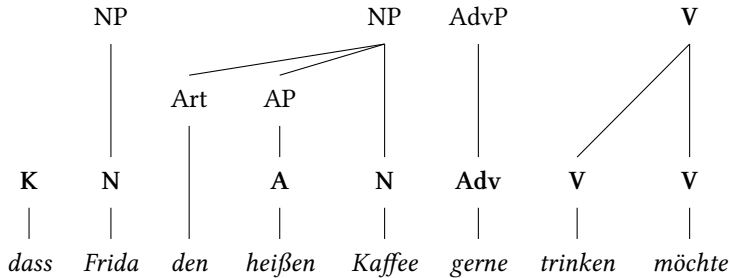 NP NP AdvP V
Art AP
K N A N Adv V V
dass Frida den heißen Kaffee gerne trinken möchte